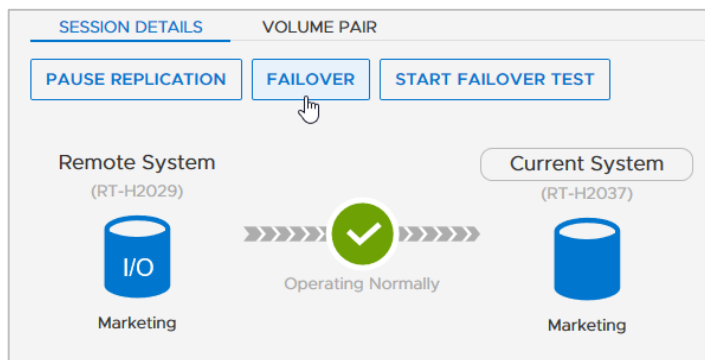 SESSION DETAILS VOLUME PAIR
PAUSE REPLICATION FAILOVER START FAILOVER TEST
Remote System Current System
(RT-H2029) (RT-H2037)
I/O
Operating Normally
Marketing Marketing